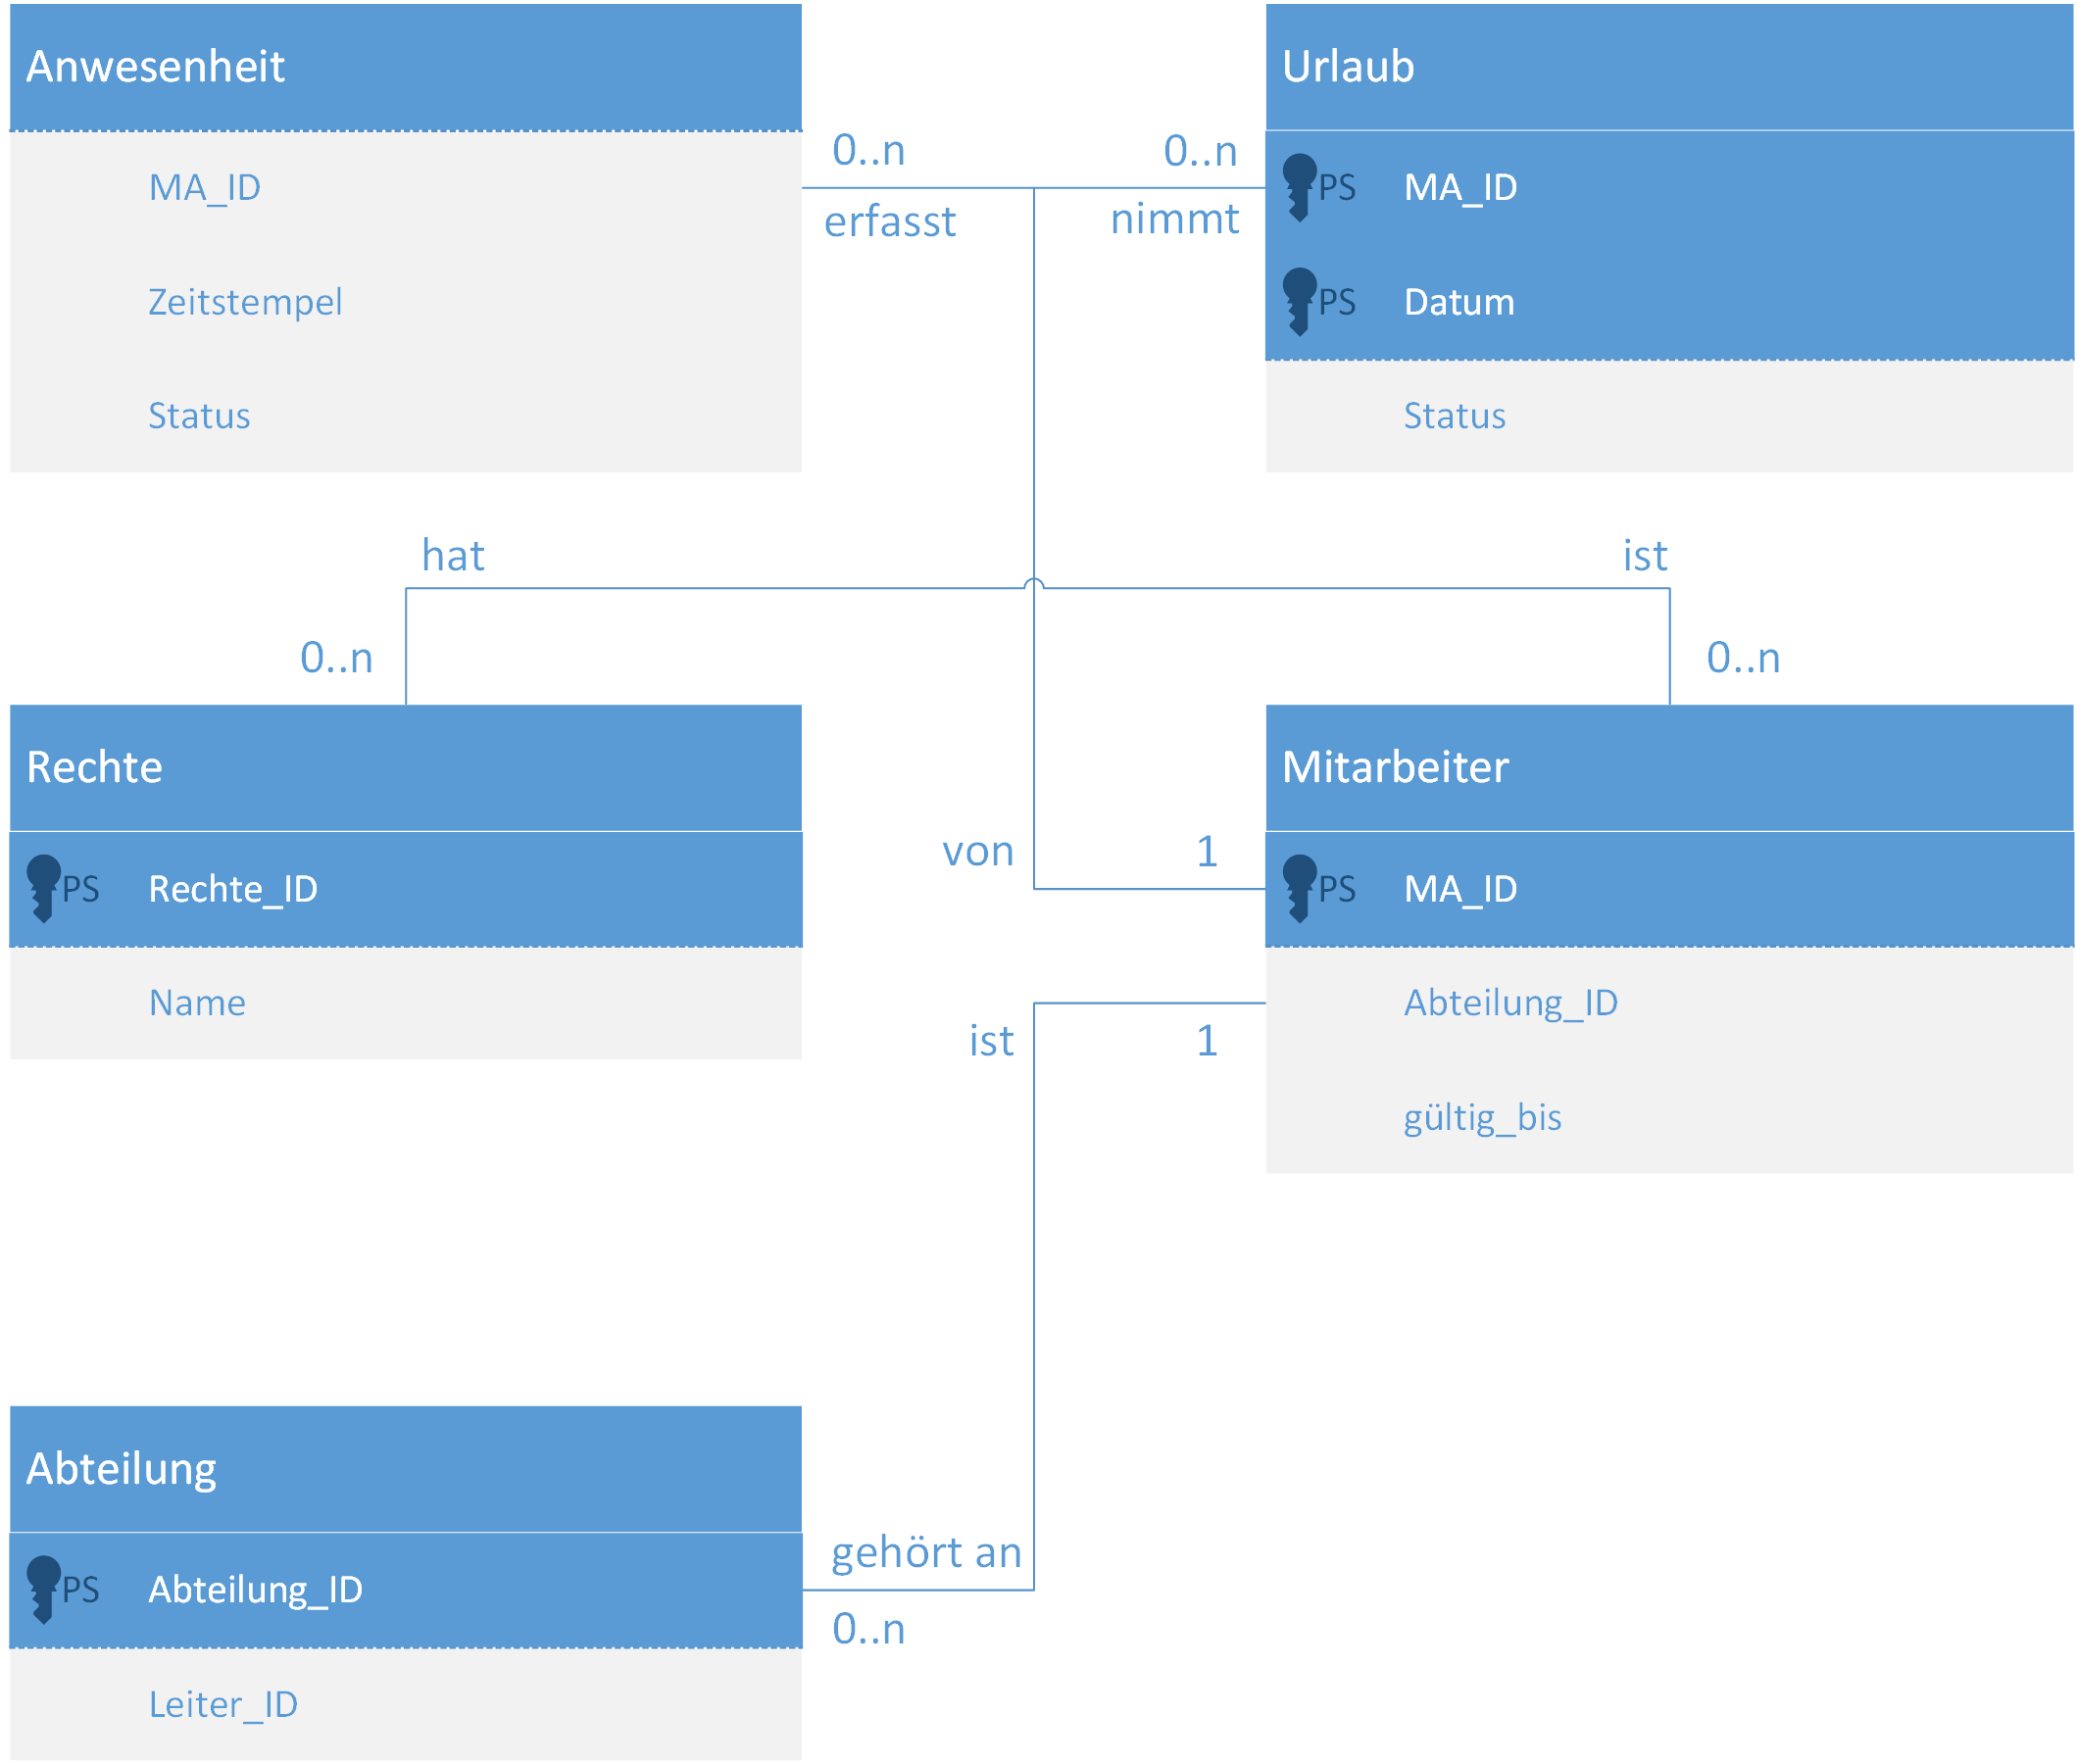 Anwesenheit
MA_ID
Zeitstempel
Status
0..n
erfasst
0..n
nimmt
Urlaub
PS MA_ID
PS Datum
Status
hat
0..n
ist
0..n
Rechte
PS Rechte_ID
Name
von
1
Mitarbeiter
PS MA_ID
Abteilung_ID
gültig_bis
ist
1
Abteilung
PS Abteilung_ID
Leiter_ID
gehört an
0..n